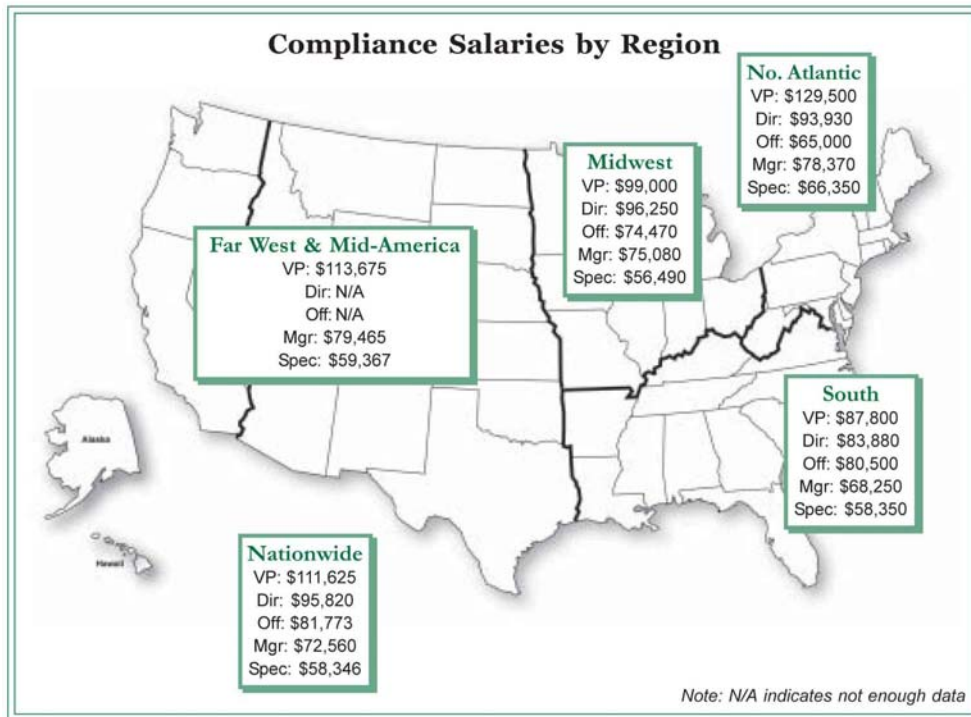 Compliance Salaries by Region
No. Atlantic
VP: $129,500
Dir: $93,930
Off: $65,000
Mgr: $78,370
Spec: $66,350
Midwest
VP: $99,000
Dir: $96,250
Off: $74,470
Mgr: $75,080
Spec: $56,490
Far West & Mid-America
VP: $113,675
Dir: N/A
Off: N/A
Mgr: $79,465
Spec: $59,367
South
VP: $87,800
Dir: $83,880
Off: $80,500
Mgr: $68,250
Spec: $58,350
Alaska
Hawaii
Nationwide
VP: $111,625
Dir: $95,820
Off: $81,773
Mgr: $72,560
Spec: $58,346
Note: N/A indicates not enough data